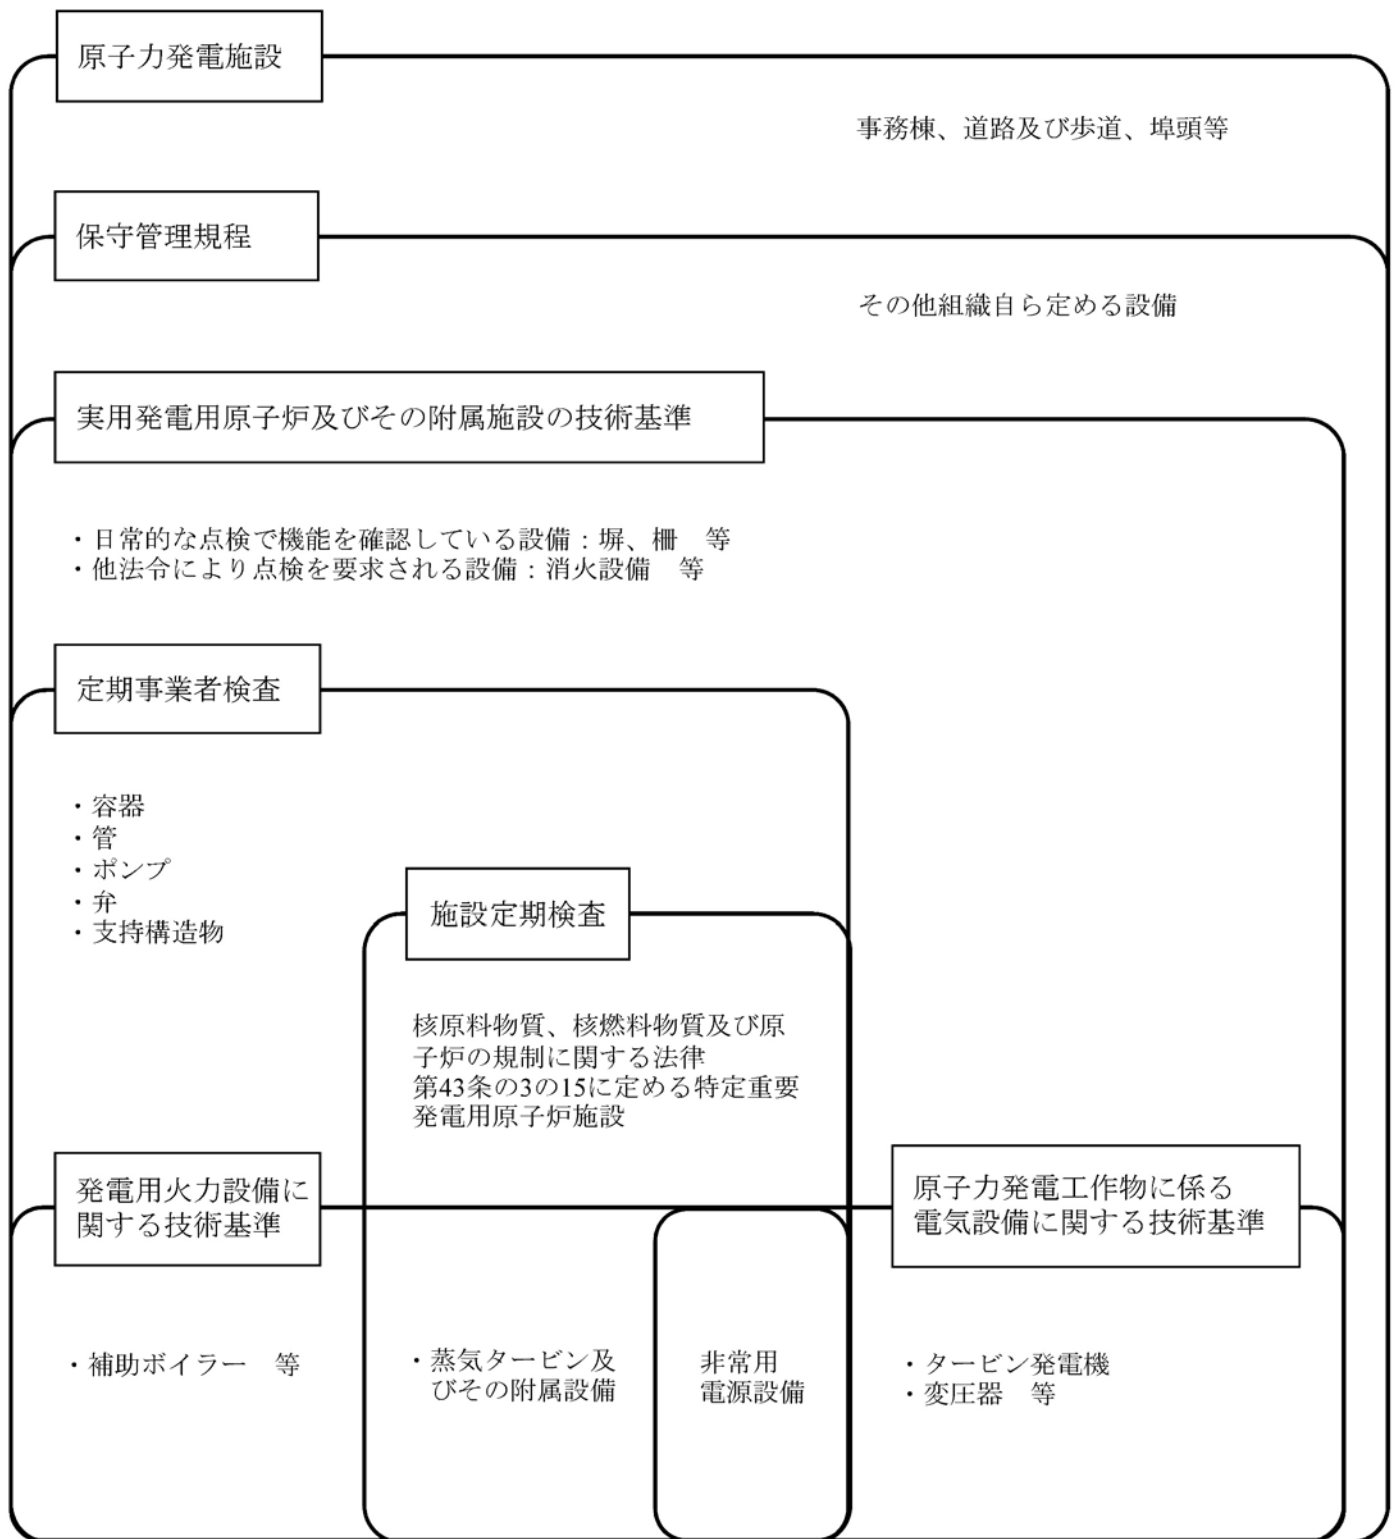 原子力発電施設
事務棟、道路及び歩道、埠頭等
保守管理規程
その他組織自ら定める設備
実用発電用原子炉及びその附属施設の技術基準
・日常的な点検で機能を確認している設備：塀、柵　等
・他法令により点検を要求される設備：消火設備　等
定期事業者検査
・容器
・管
・ポンプ
・弁
・支持構造物
施設定期検査
核原料物質、核燃料物質及び原
子炉の規制に関する法律
第43条の3の15に定める特定重要
発電用原子炉施設
発電用火力設備に
関する技術基準
原子力発電工作物に係る
電気設備に関する技術基準
・補助ボイラー　等
・蒸気タービン及
びその附属設備
非常用
電源設備
・タービン発電機
・変圧器　等